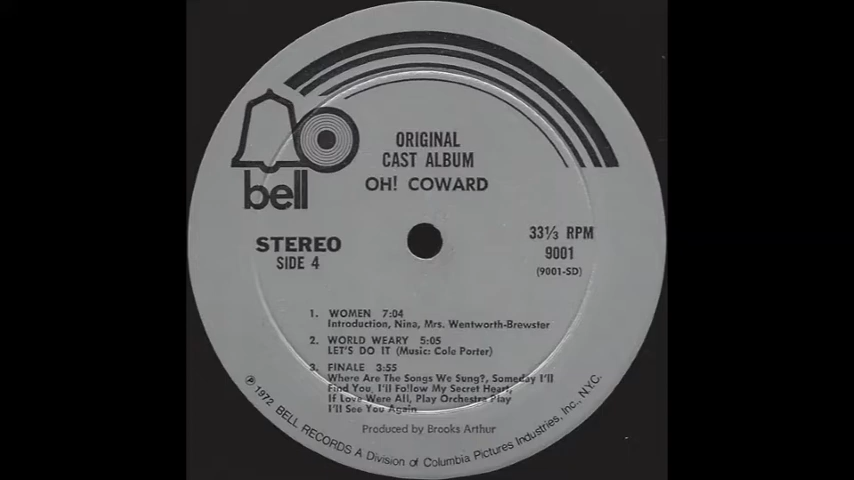 ORIGINAL
CAST ALBUM
OH! COWARD
bell
STEREO
SIDE 4
33⅓ RPM
9001
(9001-SD)
1. WOMEN 7:04
Introduction, Nina, Mrs. Wentworth-Brewster
2. WORLD WEARY 5:05
LET'S DO IT (Music: Cole Porter)
3. FINALE 3:55
Where Are The Songs We Sung?, Someday I'll
Find You, I'll Follow My Secret Heart,
If Love Were All, Play Orchestra Play
I'll See You Again
Produced by Brooks Arthur
℗ 1972 BELL RECORDS A Division of Columbia Pictures Industries, Inc., N.Y.C.